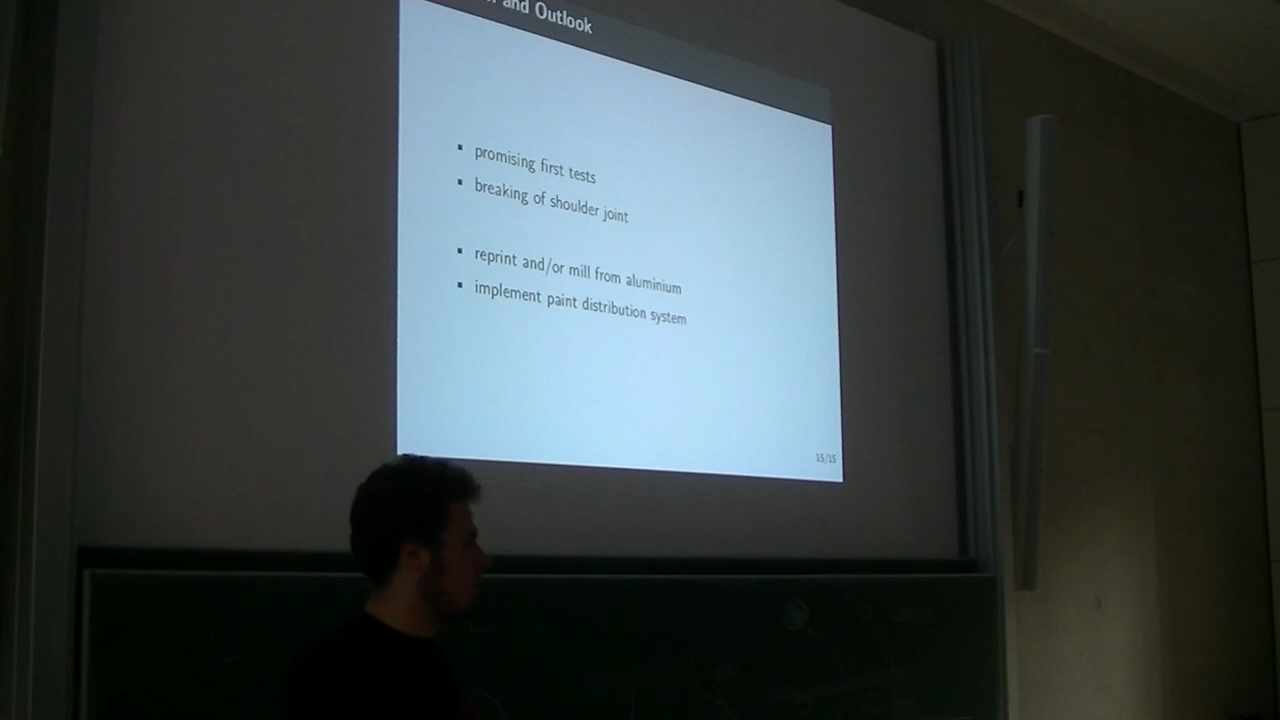 and Outlook
promising first tests
breaking of shoulder joint
reprint and/or mill from aluminium
implement paint distribution system
15/15